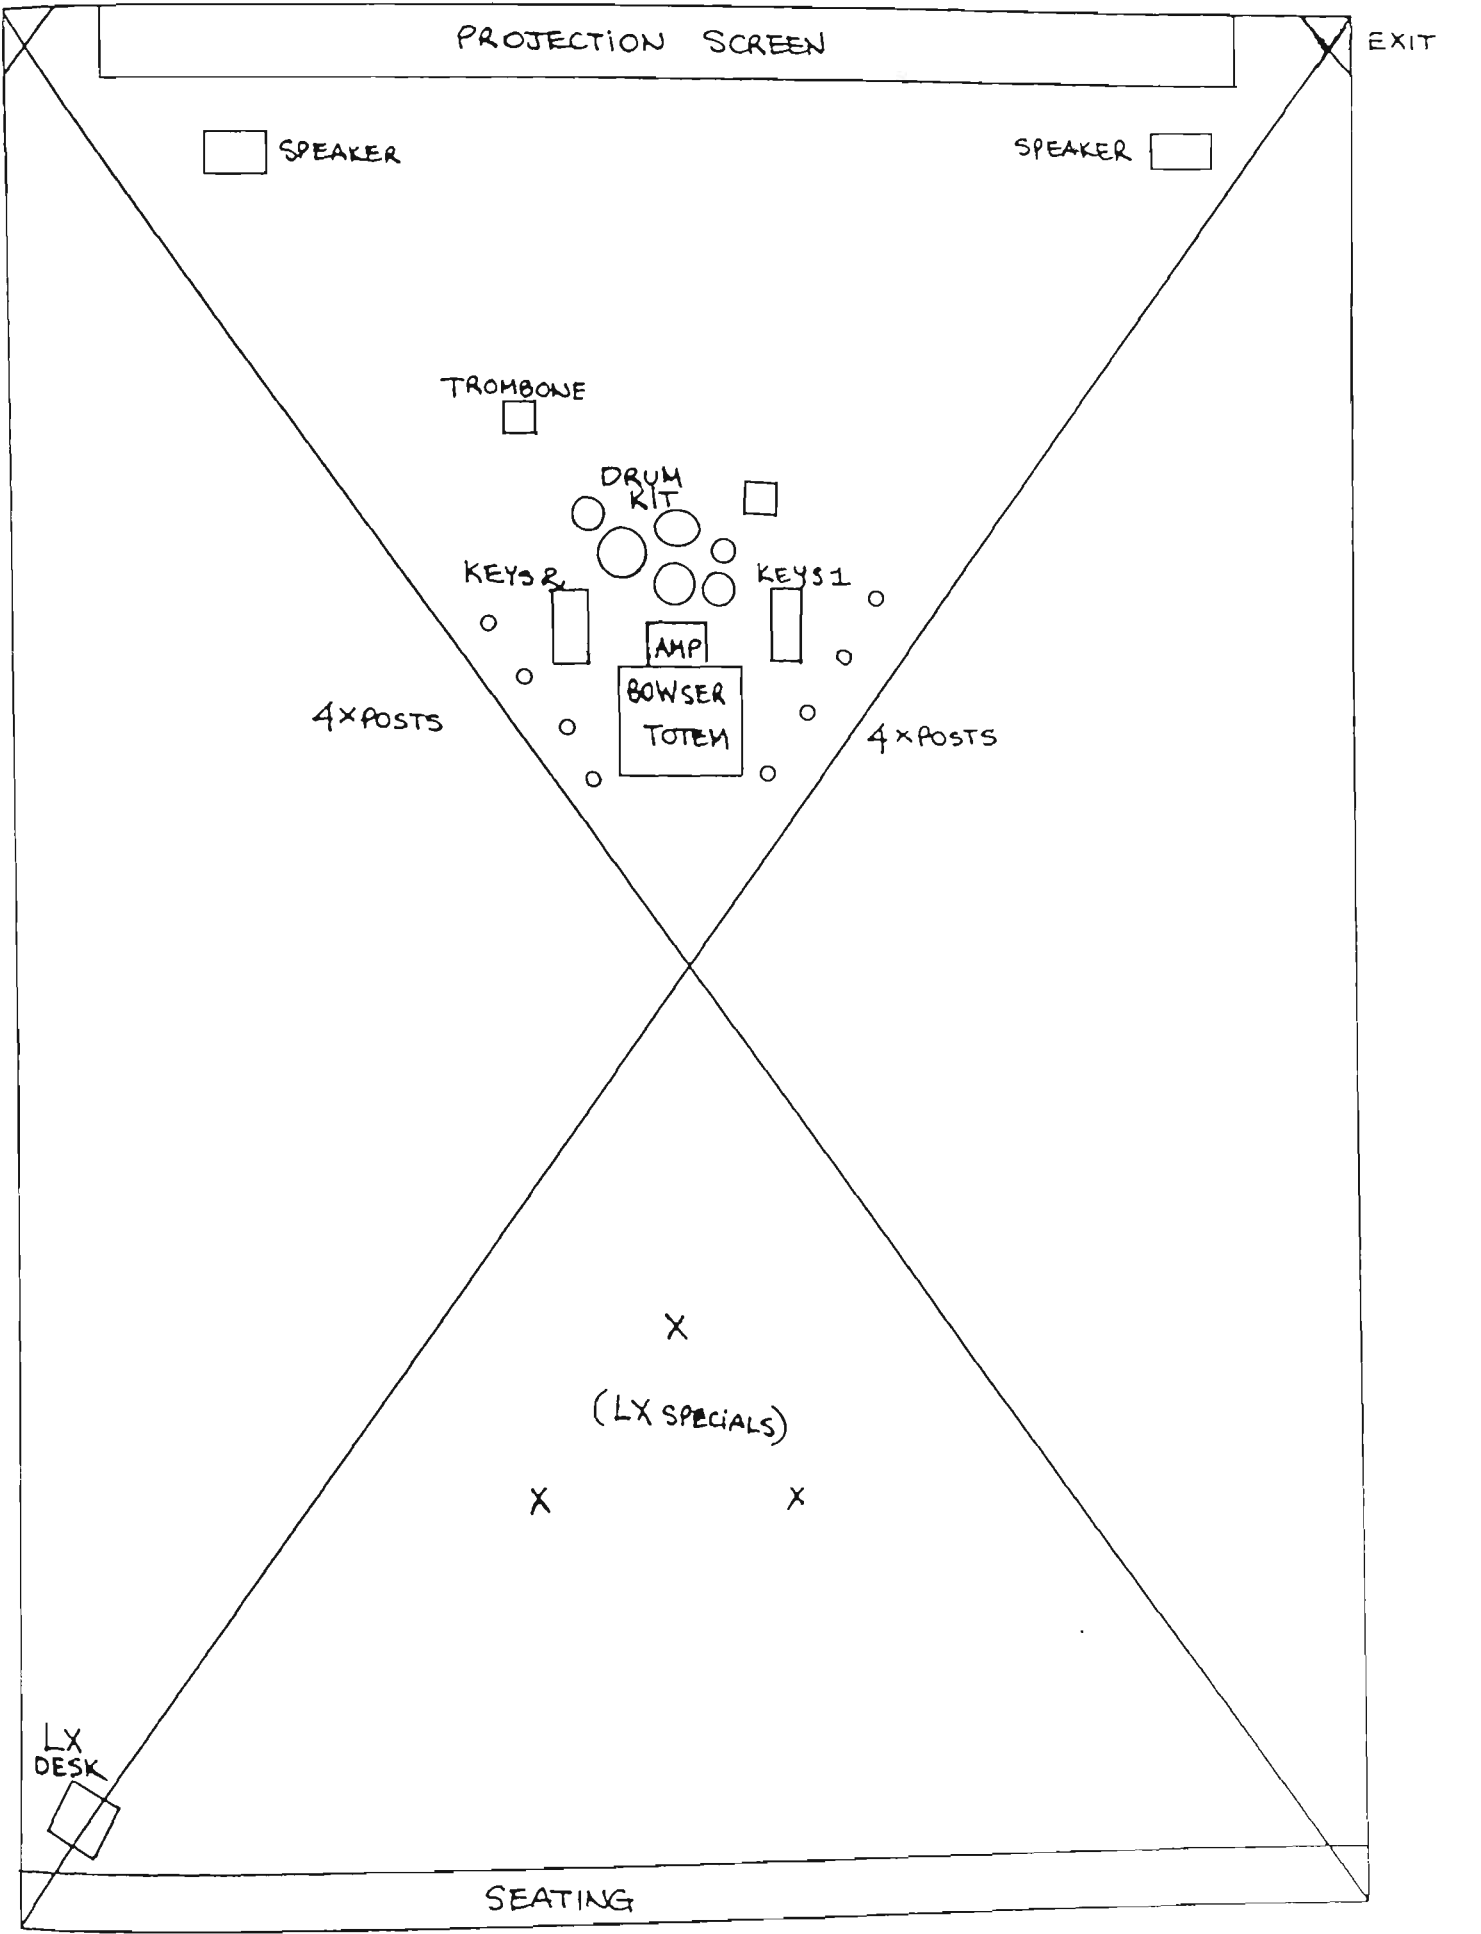 PROJECTION SCREEN
EXIT
SPEAKER
SPEAKER
TROMBONE
DRUM
KIT
KEYS 2
KEYS 1
AMP
BOWSER
TOTEM
4 x POSTS
4 x POSTS
X
(LX SPECIALS)
X
X
LX
DESK
SEATING